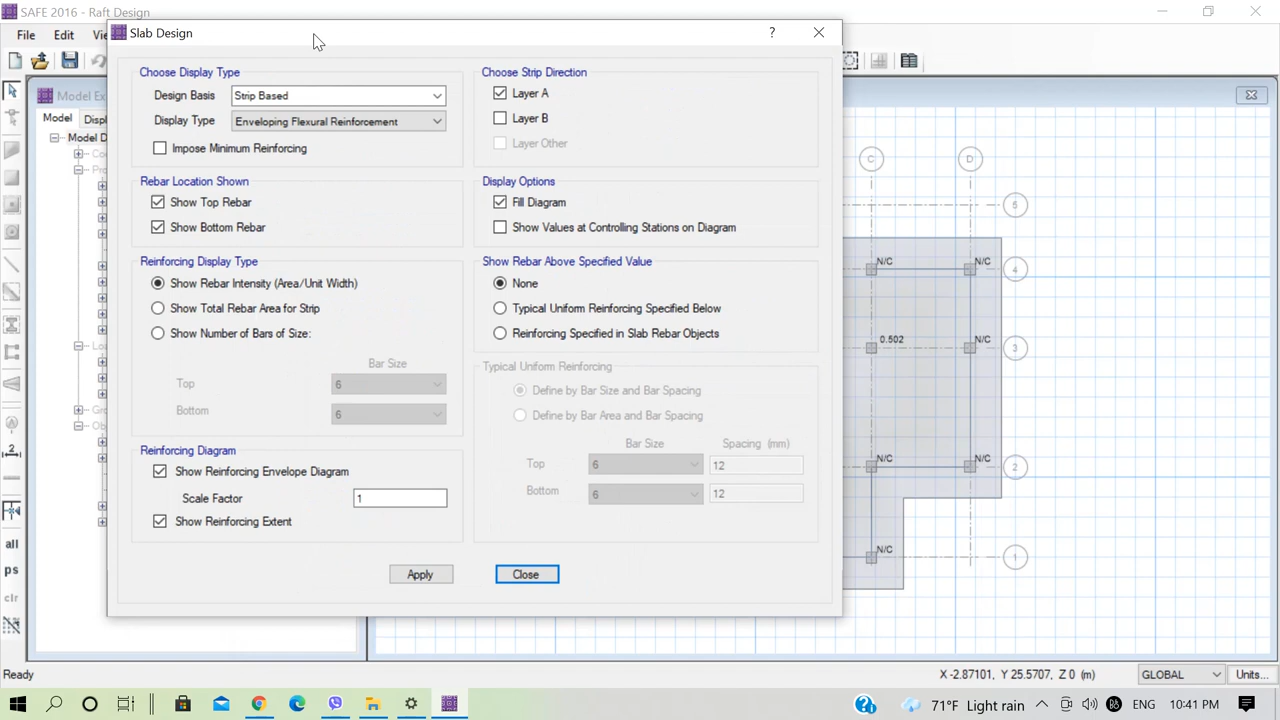 SAFE 2016 - Raft Design
File Edit
Slab Design
?
Model
Choose Display Type
Design Basis Strip Based
Display Type Enveloping Flexural Reinforcement
Impose Minimum Reinforcing
Rebar Location Shown
Show Top Rebar
Show Bottom Rebar
Reinforcing Display Type
Show Rebar Intensity (Area/Unit Width)
Show Total Rebar Area for Strip
Show Number of Bars of Size:
Bar Size
Top 6
Bottom 6
Reinforcing Diagram
Show Reinforcing Envelope Diagram
Scale Factor 1
Show Reinforcing Extent
Apply Close
Choose Strip Direction
Layer A
Layer B
Layer Other
Display Options
Fill Diagram
Show Values at Controlling Stations on Diagram
Show Rebar Above Specified Value
None
Typical Uniform Reinforcing Specified Below
Reinforcing Specified in Slab Rebar Objects
Typical Uniform Reinforcing
Define by Bar Size and Bar Spacing
Define by Bar Area and Bar Spacing
Bar Size Spacing (mm)
Top 6 12
Bottom 6 12
C D
5
N/C N/C 4
0.502 N/C 3
N/C N/C 2
N/C 1
all
ps
clr
Ready
X -2.87101, Y 25.5707, Z 0 (m)
GLOBAL
Units...
71°F Light rain
ENG
10:41 PM